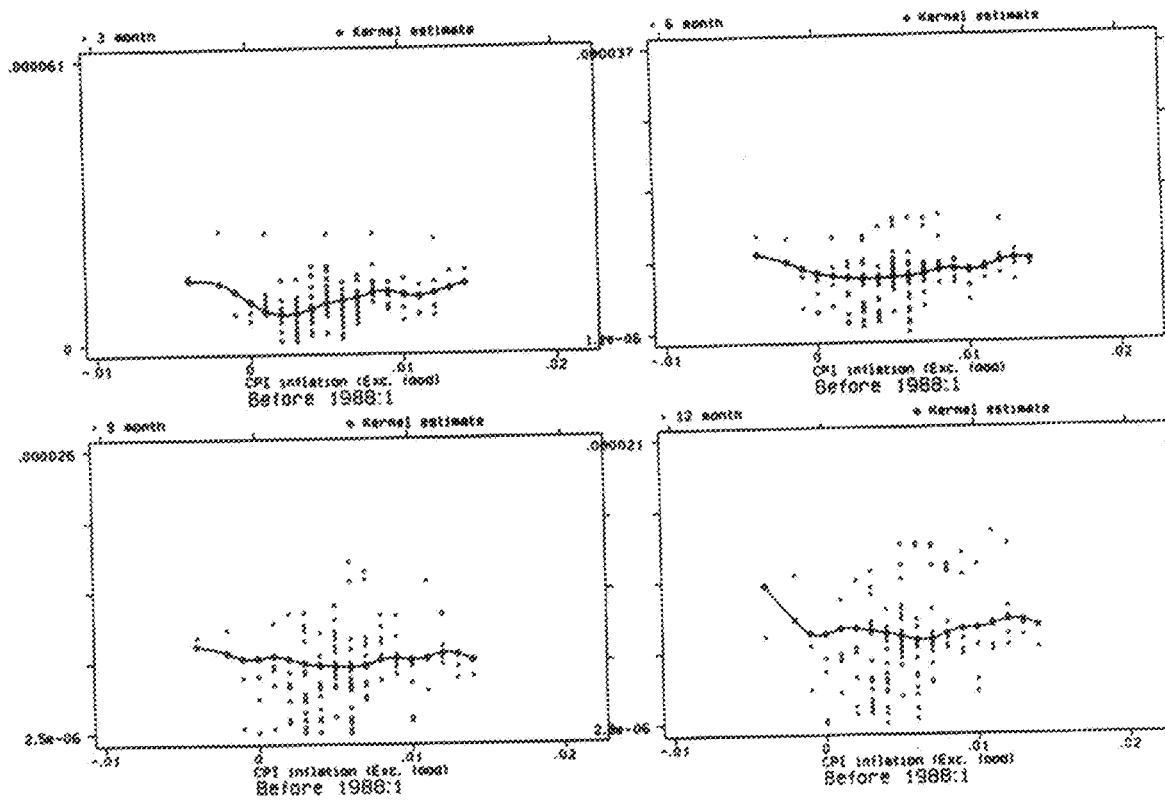 > 3 month ◆ Kernel estimate
.000061
0
-.01 0 .01 .02
CPI inflation (Exc. food)
Before 1988:1
< 6 month ◆ Kernel estimate
.000037
-.01 0 .01 .02
CPI inflation (Exc. food)
Before 1988:1
> 9 month ◆ Kernel estimate
.000026
2.5e-06
-.01 0 .01 .02
CPI inflation (Exc. food)
Before 1988:1
> 12 month ◆ Kernel estimate
.000021
-.01 0 .01 .02
CPI inflation (Exc. food)
Before 1988:1